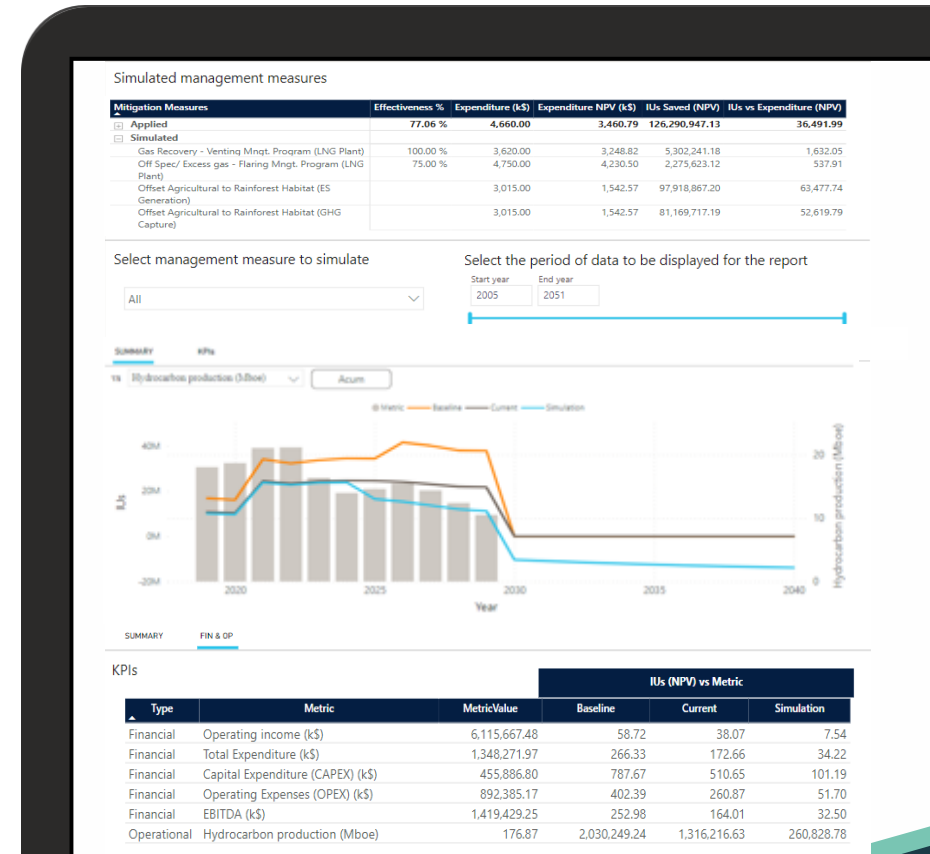 Simulated management measures
Mitigation Measures Effectiveness % Expenditure (k$) Expenditure NPV (k$) IUs Saved (NPV) IUs vs Expenditure (NPV)
Applied 77.06 % 4,660.00 3,460.79 126,290,947.13 36,491.99
Simulated
Gas Recovery - Venting Mnqt. Program (LNG Plant) 100.00 % 3,620.00 3,248.82 5,302,241.18 1,632.05
Off Spec/ Excess gas - Flaring Mngt. Program (LNG 75.00 % 4,750.00 4,230.50 2,275,623.12 537.91
Plant)
Offset Agricultural to Rainforest Habitat (ES 3,015.00 1,542.57 97,918,867.20 63,477.74
Generation)
Offset Agricultural to Rainforest Habitat (GHG 3,015.00 1,542.57 81,169,717.19 52,619.79
Capture)
Select management measure to simulate
Select the period of data to be displayed for the report
Start year End year
All
2005 2051
SUMMARY KPIs
vs Hydrocarbon production (Mboe) Acum
Metric Baseline Current Simulation
40M
20M
0M
-20M
IUs
20
10
0
Hydrocarbon production (Mboe)
2020 2025 2030 2035 2040
Year
SUMMARY FIN & OP
KPIs
IUs (NPV) vs Metric
Type Metric MetricValue Baseline Current Simulation
Financial Operating income (k$) 6,115,667.48 58.72 38.07 7.54
Financial Total Expenditure (k$) 1,348,271.97 266.33 172.66 34.22
Financial Capital Expenditure (CAPEX) (k$) 455,886.80 787.67 510.65 101.19
Financial Operating Expenses (OPEX) (k$) 892,385.17 402.39 260.87 51.70
Financial EBITDA (k$) 1,419,429.25 252.98 164.01 32.50
Operational Hydrocarbon production (Mboe) 176.87 2,030,249.24 1,316,216.63 260,828.78